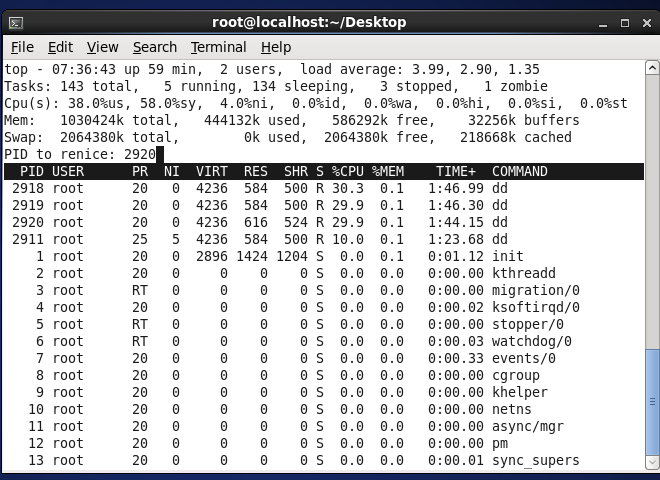 root@localhost:~/Desktop
File Edit View Search Terminal Help
top - 07:36:43 up 59 min,  2 users,  load average: 3.99, 2.90, 1.35
Tasks: 143 total,   5 running, 134 sleeping,   3 stopped,   1 zombie
Cpu(s): 38.0%us, 58.0%sy,  4.0%ni,  0.0%id,  0.0%wa,  0.0%hi,  0.0%si,  0.0%st
Mem:   1030424k total,   444132k used,   586292k free,    32256k buffers
Swap:  2064380k total,        0k used,  2064380k free,   218668k cached
PID to renice: 2920
  PID USER      PR  NI  VIRT  RES  SHR S %CPU %MEM    TIME+  COMMAND
 2918 root      20   0  4236  584  500 R 30.3  0.1   1:46.99 dd
 2919 root      20   0  4236  584  500 R 29.9  0.1   1:46.30 dd
 2920 root      20   0  4236  616  524 R 29.9  0.1   1:44.15 dd
 2911 root      25   5  4236  584  500 R 10.0  0.1   1:23.68 dd
    1 root      20   0  2896 1424 1204 S  0.0  0.1   0:01.12 init
    2 root      20   0     0    0    0 S  0.0  0.0   0:00.00 kthreadd
    3 root      RT   0     0    0    0 S  0.0  0.0   0:00.00 migration/0
    4 root      20   0     0    0    0 S  0.0  0.0   0:00.02 ksoftirqd/0
    5 root      RT   0     0    0    0 S  0.0  0.0   0:00.00 stopper/0
    6 root      RT   0     0    0    0 S  0.0  0.0   0:00.03 watchdog/0
    7 root      20   0     0    0    0 S  0.0  0.0   0:00.33 events/0
    8 root      20   0     0    0    0 S  0.0  0.0   0:00.00 cgroup
    9 root      20   0     0    0    0 S  0.0  0.0   0:00.00 khelper
   10 root      20   0     0    0    0 S  0.0  0.0   0:00.00 netns
   11 root      20   0     0    0    0 S  0.0  0.0   0:00.00 async/mgr
   12 root      20   0     0    0    0 S  0.0  0.0   0:00.00 pm
   13 root      20   0     0    0    0 S  0.0  0.0   0:00.01 sync_supers